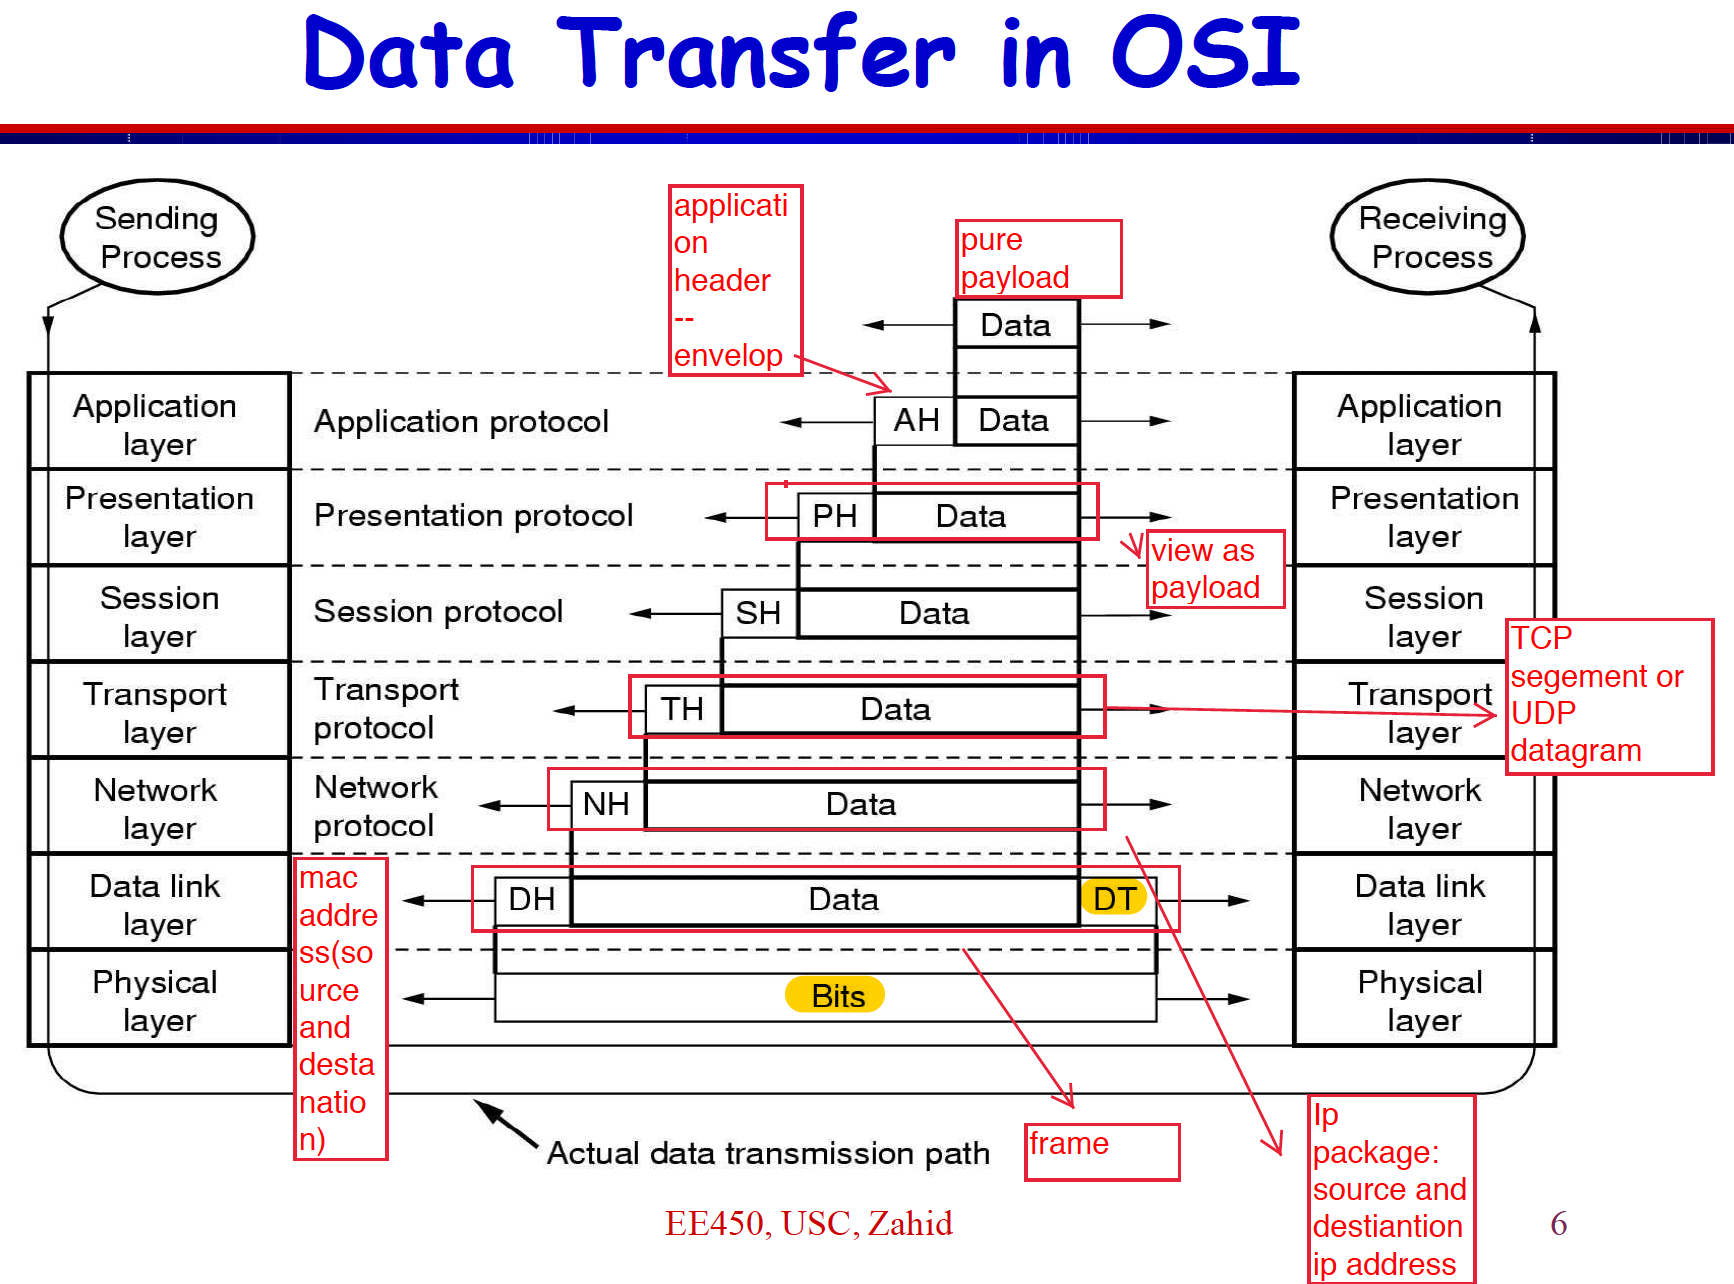 Data Transfer in OSI
Sending
Process
applicati
on
header
--
envelop
pure
payload
Receiving
Process
Data
Application
layer
Application protocol
AH
Data
Application
layer
Presentation
layer
Presentation protocol
PH
Data
Presentation
layer
view as
payload
Session
layer
Session protocol
SH
Data
Session
layer
TCP
segement or
UDP
datagram
Transport
layer
Transport
protocol
TH
Data
Transport
layer
Network
layer
Network
protocol
NH
Data
Network
layer
Data link
layer
mac
addre
ss(so
urce
and
desta
natio
n)
DH
Data
DT
Data link
layer
Physical
layer
Bits
Physical
layer
Actual data transmission path
frame
Ip
package:
source and
destiantion
ip address
EE450, USC, Zahid
6